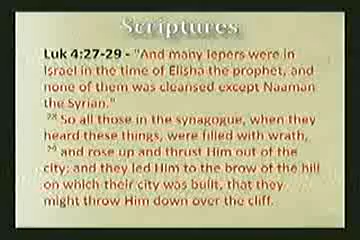 Scriptures
Luk 4:27-29 - "And many lepers were in
Israel in the time of Elisha the prophet, and
none of them was cleansed except Naaman
the Syrian."
28 So all those in the synagogue, when they
heard these things, were filled with wrath,
29 and rose up and thrust Him out of the
city; and they led Him to the brow of the hill
on which their city was built, that they
might throw Him down over the cliff.